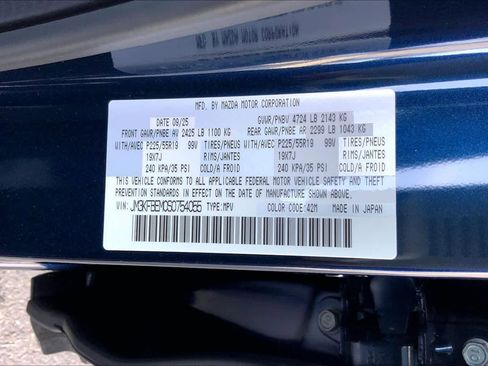 MFD. BY MAZDA MOTOR CORPORATION
DATE 09/25 GVWR/PNBV 4724 LB 2143 KG
FRONT GAWR/PNBE AV 2425 LB 1100 KG REAR GAWR/PNBE AR 2299 LB 1043 KG
WITH/AVEC P225/55R19 99V TIRES/PNEUS WITH/AVEC P225/55R19 99V TIRES/PNEUS
19X7J RIMS/JANTES 19X7J RIMS/JANTES
240 KPA/35 PSI COLD/A FROID 240 KPA/35 PSI COLD/A FROID
THIS VEHICLE CONFORMS TO ALL APPLICABLE FEDERAL MOTOR VEHICLE SAFETY, BUMPER, AND THEFT
PREVENTION STANDARDS IN EFFECT ON THE DATE OF MANUFACTURE SHOWN ABOVE.
VIN: TYPE:MPV COLOR CODE:42M MADE IN JAPAN